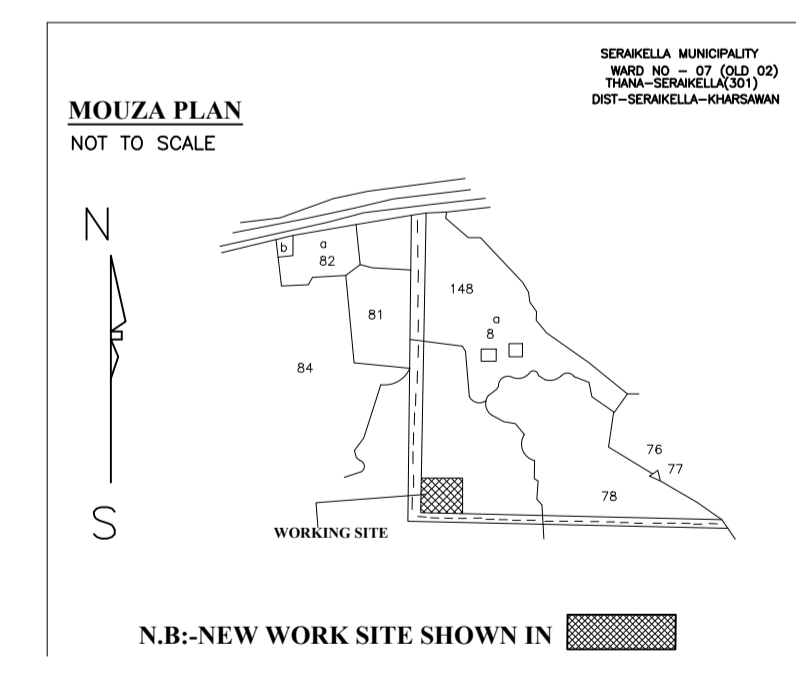 SERAIKELLA MUNICIPALITY
WARD NO - 07 (OLD 02)
THANA-SERAIKELLA(301)
DIST-SERAIKELLA-KHARSAWAN
MOUZA PLAN
NOT TO SCALE
N
b
a
82
148
81
a
8
84
76
77
78
S
WORKING SITE
N.B:-NEW WORK SITE SHOWN IN